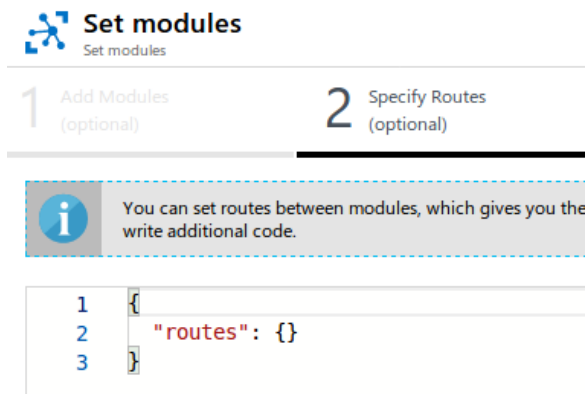 Set modules
Set modules
1 Add Modules
(optional)
2 Specify Routes
(optional)
You can set routes between modules, which gives you the
write additional code.
1 {
2 "routes": {}
3 }